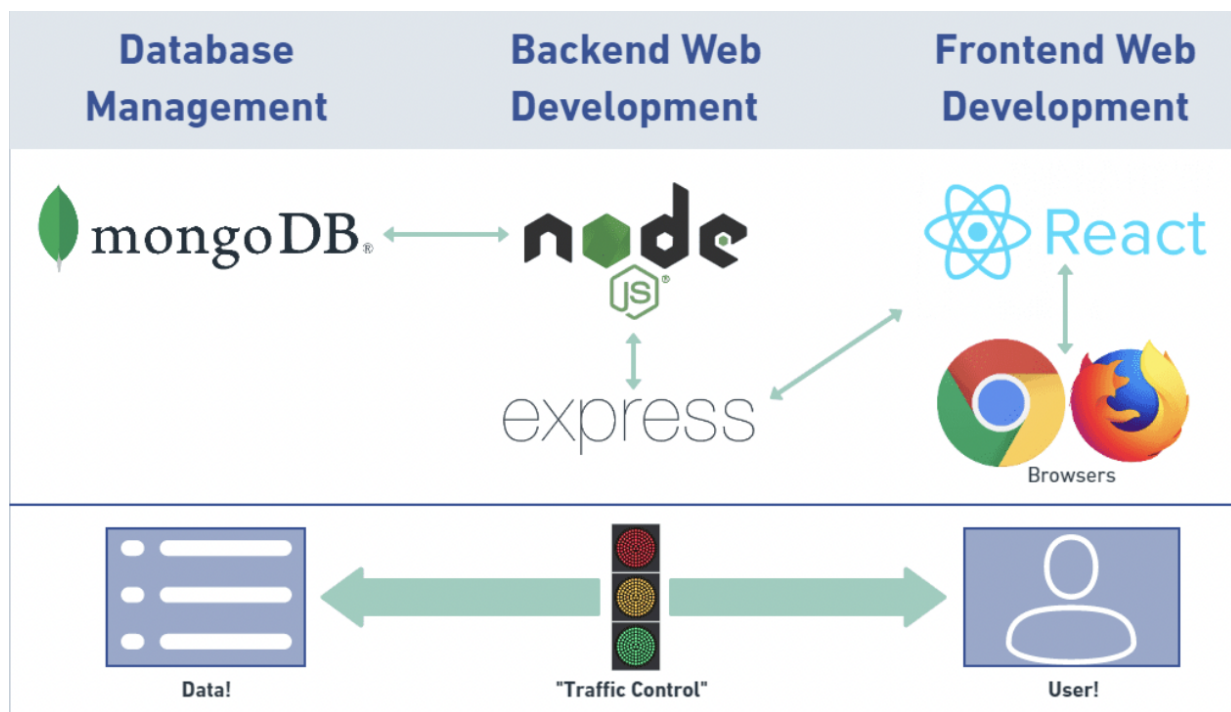 Database
Management
Backend Web
Development
Frontend Web
Development
mongoDB®
node
JS®
express
React
Browsers
Data!
"Traffic Control"
User!